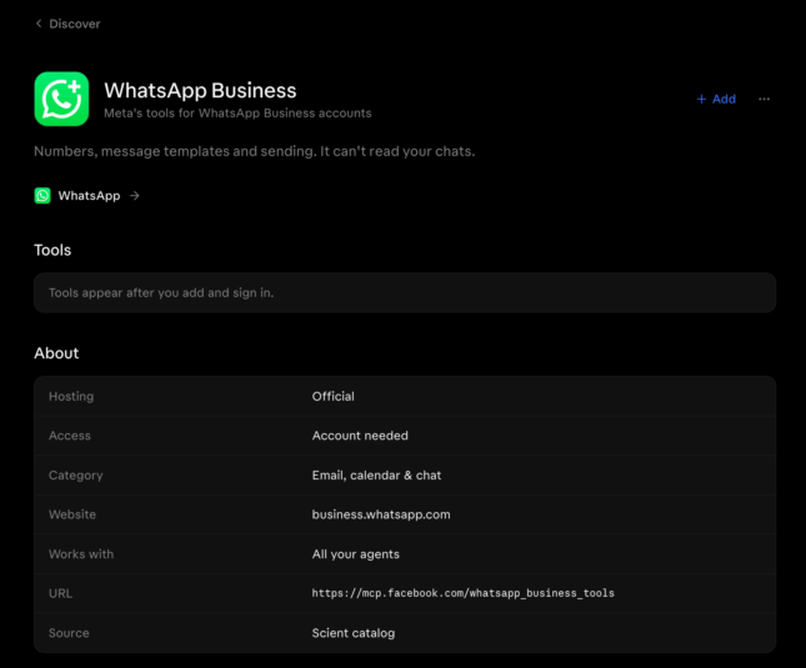 Discover
WhatsApp Business
Meta's tools for WhatsApp Business accounts
+ Add
Numbers, message templates and sending. It can't read your chats.
WhatsApp →
Tools
Tools appear after you add and sign in.
About
Hosting Official
Access Account needed
Category Email, calendar & chat
Website business.whatsapp.com
Works with All your agents
URL https://mcp.facebook.com/whatsapp_business_tools
Source Scient catalog